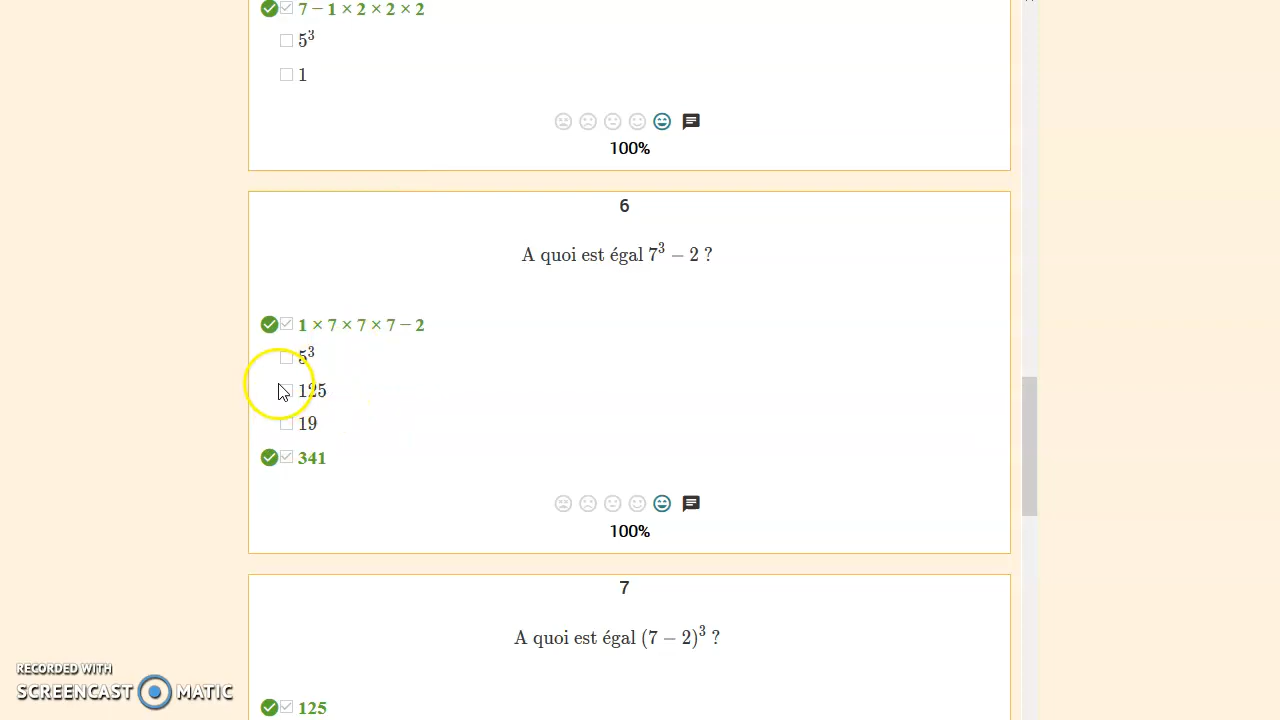 7 − 1 × 2 × 2 × 2
5³
1
100%
6
A quoi est égal 7³ − 2 ?
1 × 7 × 7 × 7 − 2
5³
125
19
341
100%
7
A quoi est égal (7 − 2)³ ?
125
RECORDED WITH
SCREENCAST MATIC